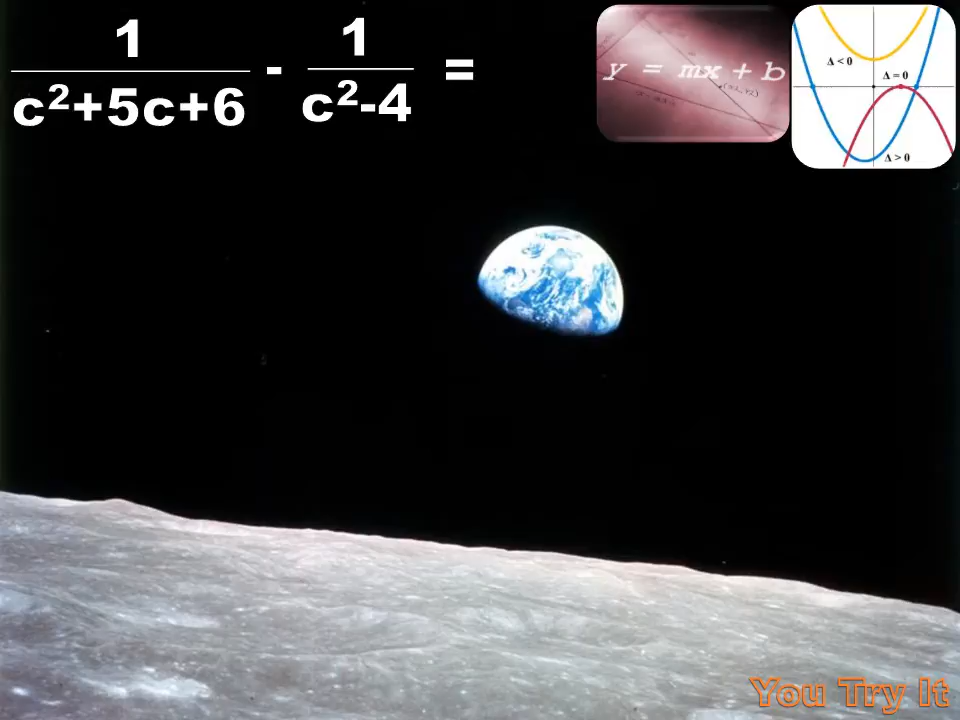 1
c²+5c+6
-
1
c²-4
=
y = mx + b
Δ < 0
Δ = 0
Δ > 0
You Try It